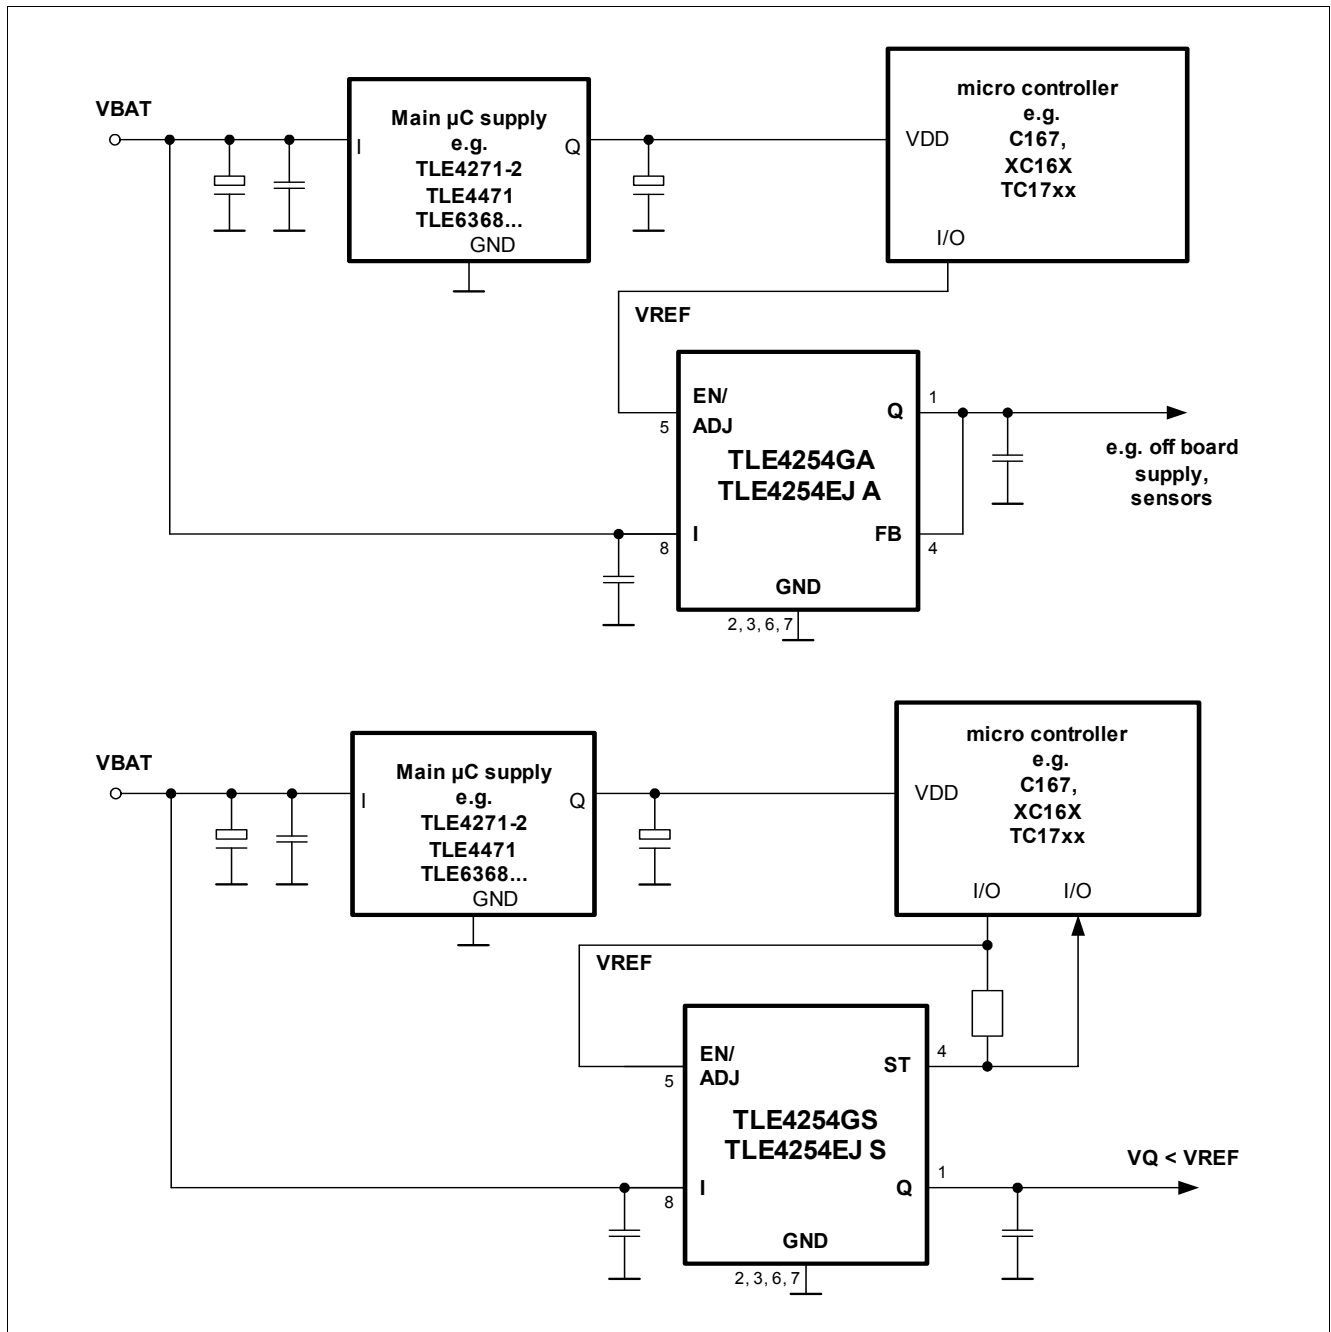 VBAT
I
Main µC supply
e.g.
TLE4271-2
TLE4471
TLE6368...
GND
Q
micro controller
e.g.
C167,
XC16X
TC17xx
VDD
I/O
VREF
EN/
ADJ
5
Q
1
TLE4254GA
TLE4254EJ A
e.g. off board
supply,
sensors
I
8
FB
4
GND
2, 3, 6, 7
VBAT
I
Main µC supply
e.g.
TLE4271-2
TLE4471
TLE6368...
GND
Q
micro controller
e.g.
C167,
XC16X
TC17xx
VDD
I/O
I/O
VREF
EN/
ADJ
5
ST
4
TLE4254GS
TLE4254EJ S
I
8
Q
1
VQ < VREF
GND
2, 3, 6, 7